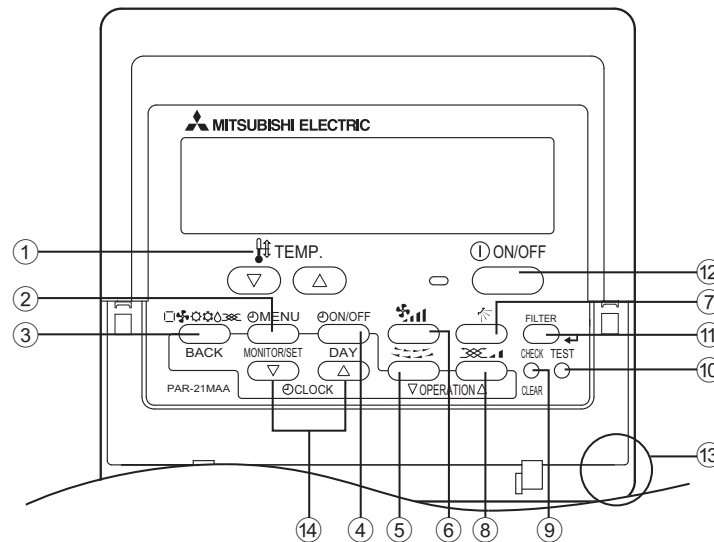 MITSUBISHI ELECTRIC
① TEMP. ON/OFF
⑫
② ⑦
MENU ON/OFF FILTER
③ ⑪
BACK MONITOR/SET DAY CHECK TEST
⑩
PAR-21MAA CLOCK ▽OPERATION△ CLEAR
⑬
⑭ ④ ⑤ ⑥ ⑧ ⑨